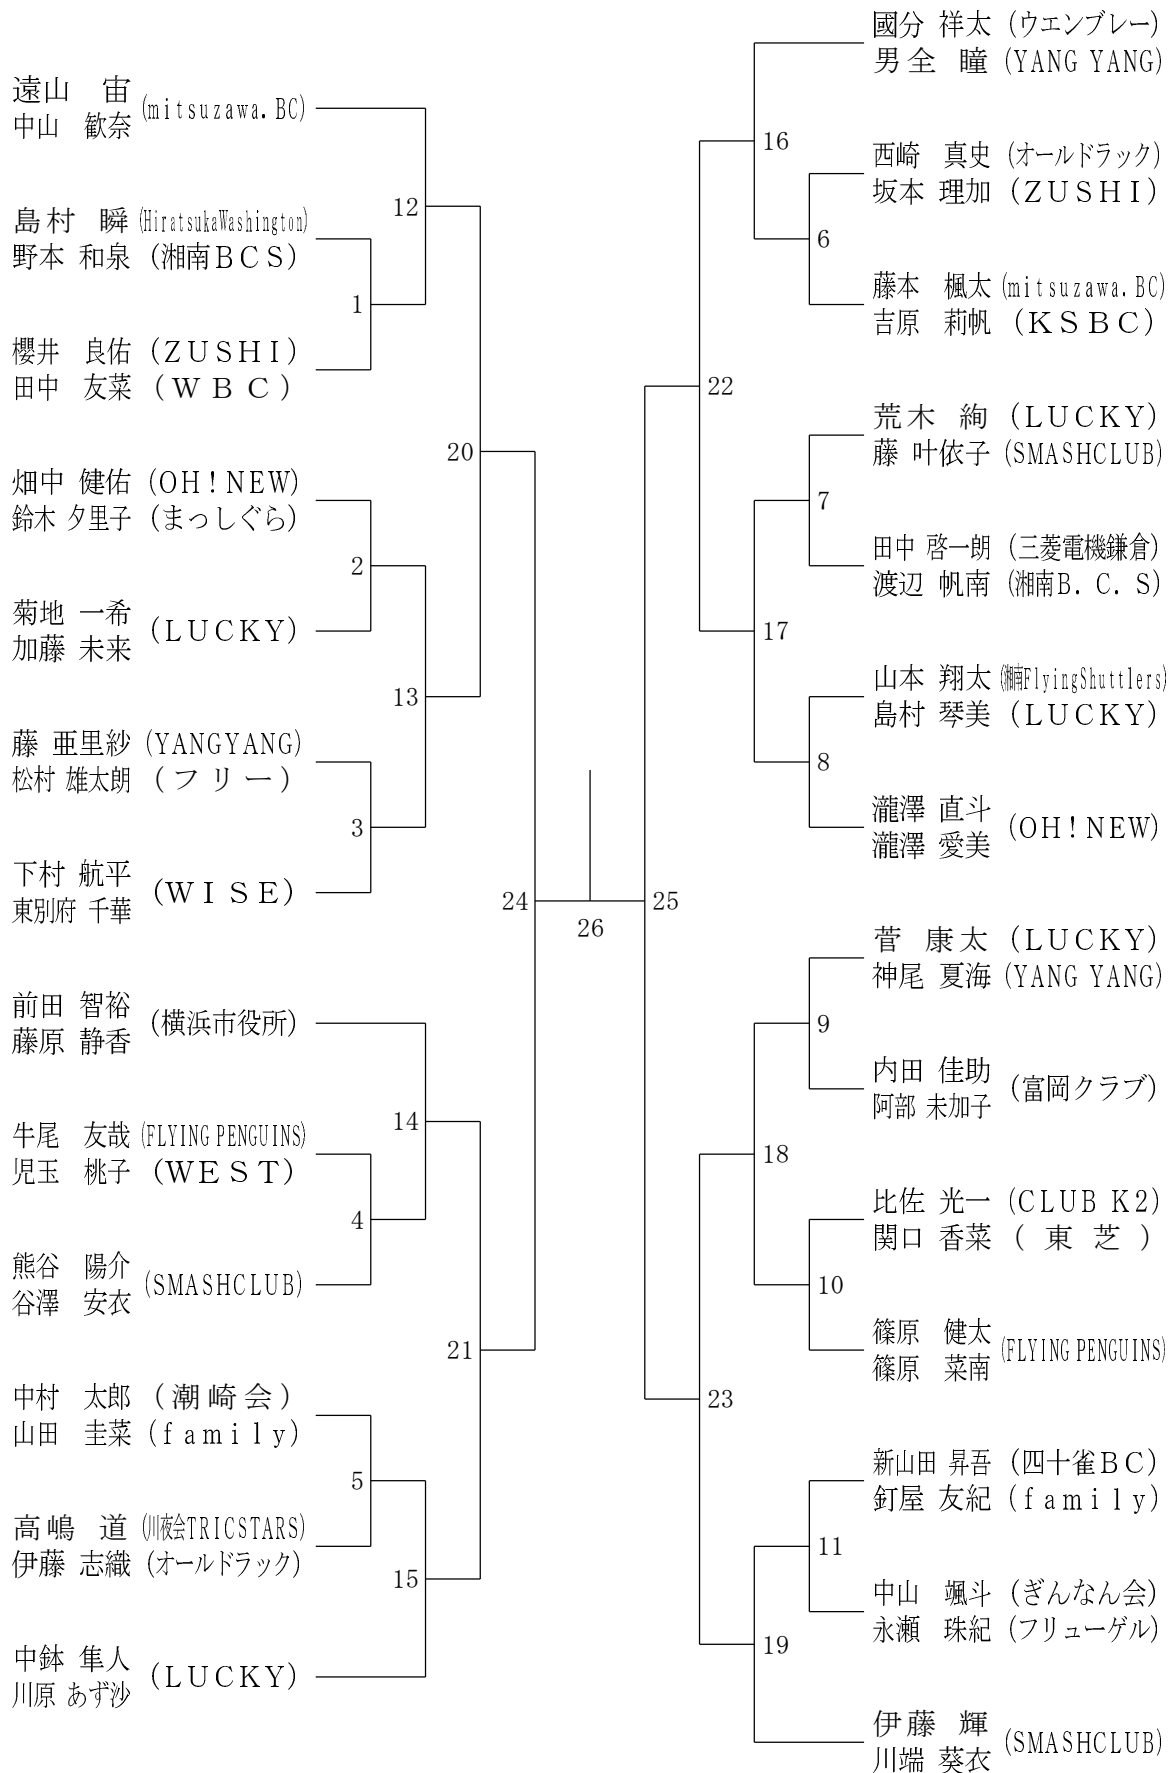 遠山 宙 (mitsuzawa.BC)
中山 歓奈
島村 瞬 (HiratsukaWashington)
野本 和泉 (湘南BCS)
櫻井 良佑 (ZUSHI)
田中 友菜 (WBC)
畑中 健佑 (OH!NEW)
鈴木 夕里子 (まっしぐら)
菊地 一希 (LUCKY)
加藤 未来
藤 亜里紗 (YANGYANG)
松村 雄太朗 (フリー)
下村 航平 (WISE)
東別府 千華
前田 智裕 (横浜市役所)
藤原 静香
牛尾 友哉 (FLYING PENGUINS)
児玉 桃子 (WEST)
熊谷 陽介 (SMASHCLUB)
谷澤 安衣
中村 太郎 (潮崎会)
山田 圭菜 (family)
高嶋 道 (川夜会TRICSTARS)
伊藤 志織 (オールドラック)
中鉢 隼人 (LUCKY)
川原 あず沙
1
2
3
4
5
12
13
14
15
20
21
24
26
25
22
23
16
17
18
19
6
7
8
9
10
11
國分 祥太 (ウエンブレー)
男全 瞳 (YANG YANG)
西崎 真史 (オールドラック)
坂本 理加 (ZUSHI)
藤本 楓太 (mitsuzawa.BC)
吉原 莉帆 (KSBC)
荒木 絢 (LUCKY)
藤 叶依子 (SMASHCLUB)
田中 啓一朗 (三菱電機鎌倉)
渡辺 帆南 (湘南B.C.S)
山本 翔太 (湘南FlyingShuttlers)
島村 琴美 (LUCKY)
瀧澤 直斗 (OH!NEW)
瀧澤 愛美
菅 康太 (LUCKY)
神尾 夏海 (YANG YANG)
内田 佳助 (富岡クラブ)
阿部 未加子
比佐 光一 (CLUB K2)
関口 香菜 (東芝)
篠原 健太 (FLYING PENGUINS)
篠原 菜南
新山田 昇吾 (四十雀BC)
釘屋 友紀 (family)
中山 颯斗 (ぎんなん会)
永瀬 珠紀 (フリューゲル)
伊藤 輝 (SMASHCLUB)
川端 葵衣